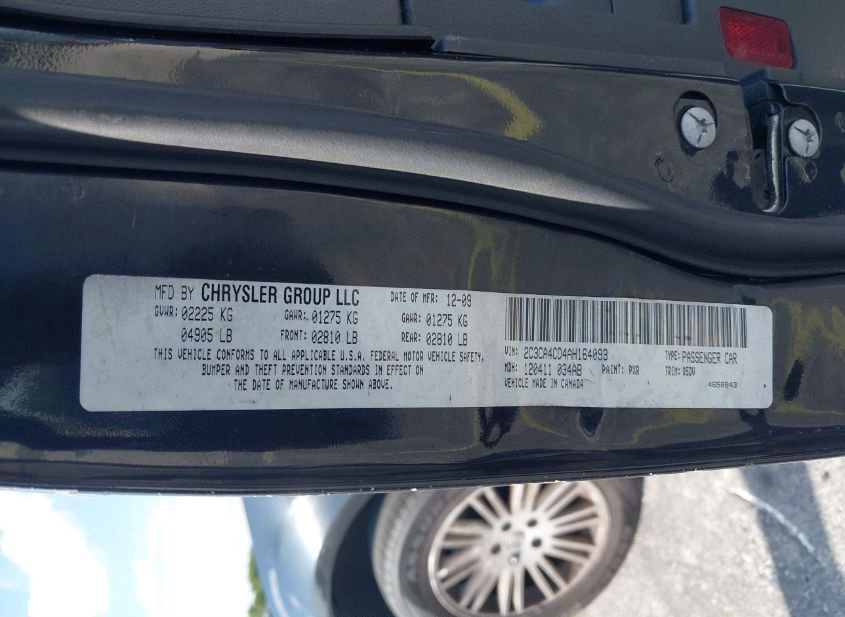 MFD BY CHRYSLER GROUP LLC DATE OF MFR: 12-09
GVWR: 02225 KG GAWR: 01275 KG GAWR: 01275 KG
04905 LB FRONT: 02810 LB REAR: 02810 LB
THIS VEHICLE CONFORMS TO ALL APPLICABLE U.S.A. FEDERAL MOTOR VEHICLE SAFETY,
BUMPER AND THEFT PREVENTION STANDARDS IN EFFECT ON
THE DATE OF MANUFACTURE SHOWN ABOVE.
VIN: 2C3CA4CD4AH164093 TYPE: PASSENGER CAR
MDH: 120411 034AB PAINT: PXR TRIM: A5DV
VEHICLE MADE IN CANADA 4658843